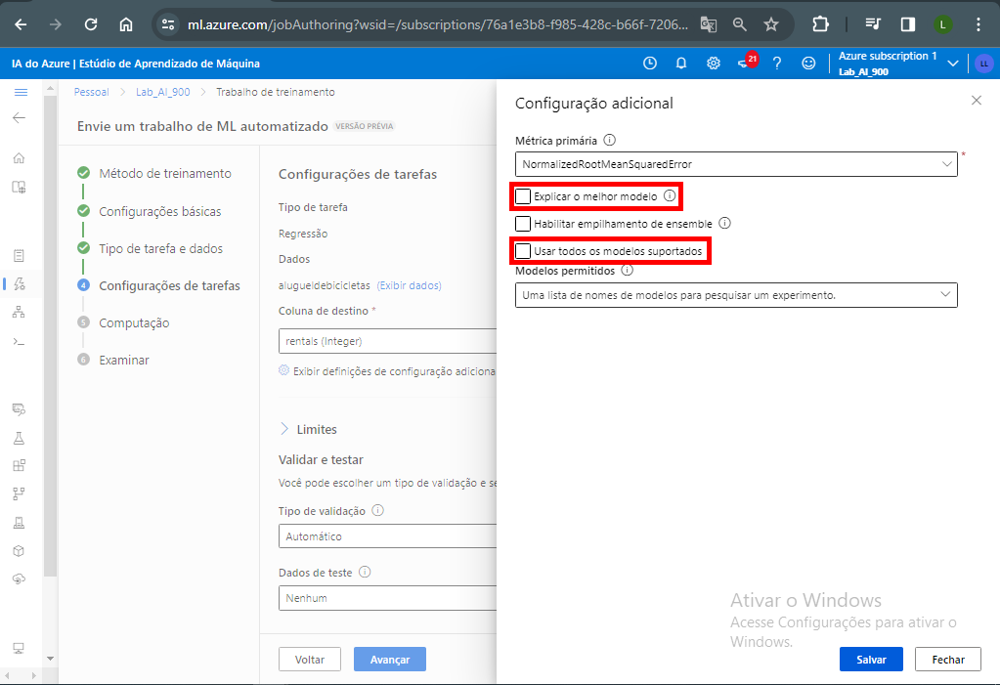 ml.azure.com/jobAuthoring?wsid=/subscriptions/76a1e3b8-f985-428c-b66f-7206...
L
IA do Azure | Estúdio de Aprendizado de Máquina
21
?
Azure subscription 1
Lab_AI_900
LL
Pessoal > Lab_AI_900 > Trabalho de treinamento
Envie um trabalho de ML automatizado VERSÃO PRÉVIA
Método de treinamento
Configurações básicas
Tipo de tarefa e dados
4 Configurações de tarefas
5 Computação
6 Examinar
Configurações de tarefas
Tipo de tarefa
Regressão
Dados
alugueldebicicletas (Exibir dados)
Coluna de destino *
rentals (Integer)
Exibir definições de configuração adiciona
Limites
Validar e testar
Você pode escolher um tipo de validação e se
Tipo de validação
Automático
Dados de teste
Nenhum
Voltar
Avançar
Configuração adicional
Métrica primária
*
NormalizedRootMeanSquaredError
Explicar o melhor modelo
Habilitar empilhamento de ensemble
Usar todos os modelos suportados
Modelos permitidos
Uma lista de nomes de modelos para pesquisar um experimento.
Ativar o Windows
Acesse Configurações para ativar o
Windows.
Salvar
Fechar